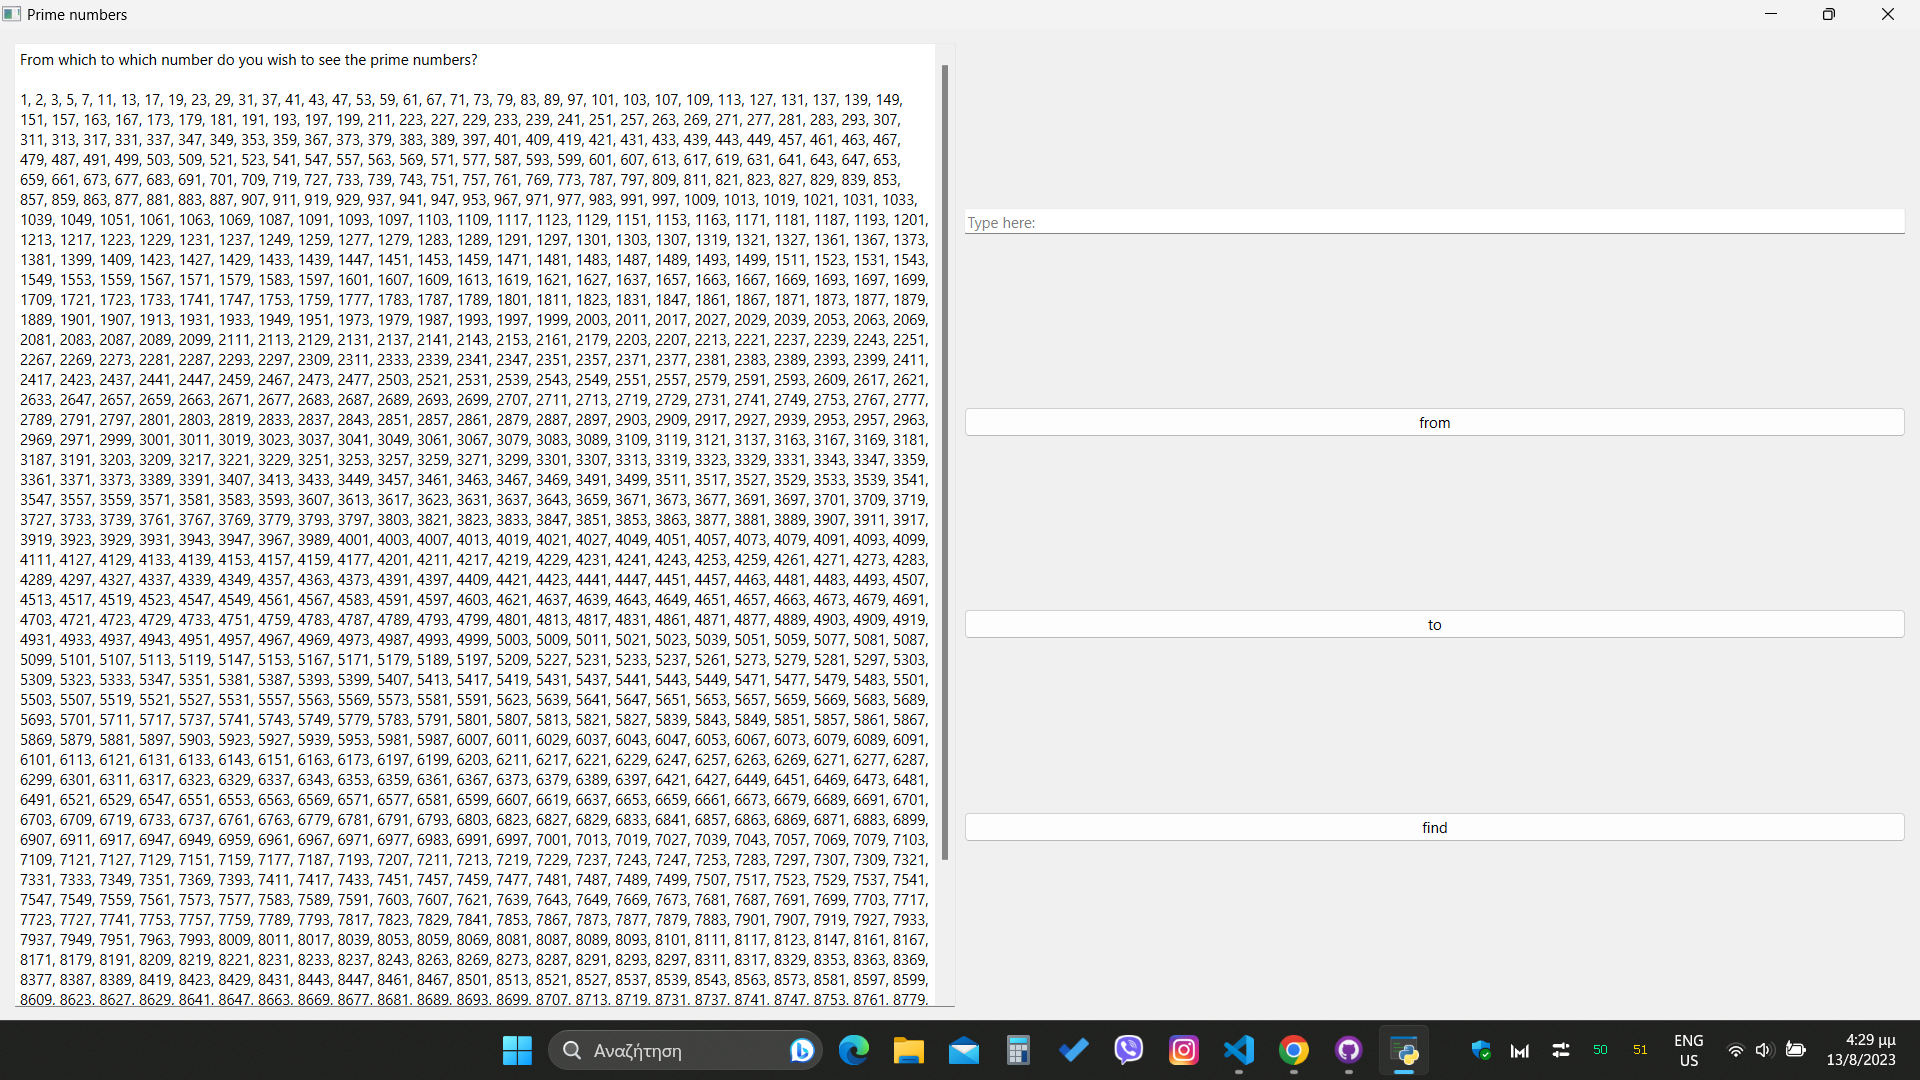 Prime numbers
From which to which number do you wish to see the prime numbers?
1, 2, 3, 5, 7, 11, 13, 17, 19, 23, 29, 31, 37, 41, 43, 47, 53, 59, 61, 67, 71, 73, 79, 83, 89, 97, 101, 103, 107, 109, 113, 127, 131, 137, 139, 149,
151, 157, 163, 167, 173, 179, 181, 191, 193, 197, 199, 211, 223, 227, 229, 233, 239, 241, 251, 257, 263, 269, 271, 277, 281, 283, 293, 307,
311, 313, 317, 331, 337, 347, 349, 353, 359, 367, 373, 379, 383, 389, 397, 401, 409, 419, 421, 431, 433, 439, 443, 449, 457, 461, 463, 467,
479, 487, 491, 499, 503, 509, 521, 523, 541, 547, 557, 563, 569, 571, 577, 587, 593, 599, 601, 607, 613, 617, 619, 631, 641, 643, 647, 653,
659, 661, 673, 677, 683, 691, 701, 709, 719, 727, 733, 739, 743, 751, 757, 761, 769, 773, 787, 797, 809, 811, 821, 823, 827, 829, 839, 853,
857, 859, 863, 877, 881, 883, 887, 907, 911, 919, 929, 937, 941, 947, 953, 967, 971, 977, 983, 991, 997, 1009, 1013, 1019, 1021, 1031, 1033,
1039, 1049, 1051, 1061, 1063, 1069, 1087, 1091, 1093, 1097, 1103, 1109, 1117, 1123, 1129, 1151, 1153, 1163, 1171, 1181, 1187, 1193, 1201,
1213, 1217, 1223, 1229, 1231, 1237, 1249, 1259, 1277, 1279, 1283, 1289, 1291, 1297, 1301, 1303, 1307, 1319, 1321, 1327, 1361, 1367, 1373,
1381, 1399, 1409, 1423, 1427, 1429, 1433, 1439, 1447, 1451, 1453, 1459, 1471, 1481, 1483, 1487, 1489, 1493, 1499, 1511, 1523, 1531, 1543,
1549, 1553, 1559, 1567, 1571, 1579, 1583, 1597, 1601, 1607, 1609, 1613, 1619, 1621, 1627, 1637, 1657, 1663, 1667, 1669, 1693, 1697, 1699,
1709, 1721, 1723, 1733, 1741, 1747, 1753, 1759, 1777, 1783, 1787, 1789, 1801, 1811, 1823, 1831, 1847, 1861, 1867, 1871, 1873, 1877, 1879,
1889, 1901, 1907, 1913, 1931, 1933, 1949, 1951, 1973, 1979, 1987, 1993, 1997, 1999, 2003, 2011, 2017, 2027, 2029, 2039, 2053, 2063, 2069,
2081, 2083, 2087, 2089, 2099, 2111, 2113, 2129, 2131, 2137, 2141, 2143, 2153, 2161, 2179, 2203, 2207, 2213, 2221, 2237, 2239, 2243, 2251,
2267, 2269, 2273, 2281, 2287, 2293, 2297, 2309, 2311, 2333, 2339, 2341, 2347, 2351, 2357, 2371, 2377, 2381, 2383, 2389, 2393, 2399, 2411,
2417, 2423, 2437, 2441, 2447, 2459, 2467, 2473, 2477, 2503, 2521, 2531, 2539, 2543, 2549, 2551, 2557, 2579, 2591, 2593, 2609, 2617, 2621,
2633, 2647, 2657, 2659, 2663, 2671, 2677, 2683, 2687, 2689, 2693, 2699, 2707, 2711, 2713, 2719, 2729, 2731, 2741, 2749, 2753, 2767, 2777,
2789, 2791, 2797, 2801, 2803, 2819, 2833, 2837, 2843, 2851, 2857, 2861, 2879, 2887, 2897, 2903, 2909, 2917, 2927, 2939, 2953, 2957, 2963,
2969, 2971, 2999, 3001, 3011, 3019, 3023, 3037, 3041, 3049, 3061, 3067, 3079, 3083, 3089, 3109, 3119, 3121, 3137, 3163, 3167, 3169, 3181,
3187, 3191, 3203, 3209, 3217, 3221, 3229, 3251, 3253, 3257, 3259, 3271, 3299, 3301, 3307, 3313, 3319, 3323, 3329, 3331, 3343, 3347, 3359,
3361, 3371, 3373, 3389, 3391, 3407, 3413, 3433, 3449, 3457, 3461, 3463, 3467, 3469, 3491, 3499, 3511, 3517, 3527, 3529, 3533, 3539, 3541,
3547, 3557, 3559, 3571, 3581, 3583, 3593, 3607, 3613, 3617, 3623, 3631, 3637, 3643, 3659, 3671, 3673, 3677, 3691, 3697, 3701, 3709, 3719,
3727, 3733, 3739, 3761, 3767, 3769, 3779, 3793, 3797, 3803, 3821, 3823, 3833, 3847, 3851, 3853, 3863, 3877, 3881, 3889, 3907, 3911, 3917,
3919, 3923, 3929, 3931, 3943, 3947, 3967, 3989, 4001, 4003, 4007, 4013, 4019, 4021, 4027, 4049, 4051, 4057, 4073, 4079, 4091, 4093, 4099,
4111, 4127, 4129, 4133, 4139, 4153, 4157, 4159, 4177, 4201, 4211, 4217, 4219, 4229, 4231, 4241, 4243, 4253, 4259, 4261, 4271, 4273, 4283,
4289, 4297, 4327, 4337, 4339, 4349, 4357, 4363, 4373, 4391, 4397, 4409, 4421, 4423, 4441, 4447, 4451, 4457, 4463, 4481, 4483, 4493, 4507,
4513, 4517, 4519, 4523, 4547, 4549, 4561, 4567, 4583, 4591, 4597, 4603, 4621, 4637, 4639, 4643, 4649, 4651, 4657, 4663, 4673, 4679, 4691,
4703, 4721, 4723, 4729, 4733, 4751, 4759, 4783, 4787, 4789, 4793, 4799, 4801, 4813, 4817, 4831, 4861, 4871, 4877, 4889, 4903, 4909, 4919,
4931, 4933, 4937, 4943, 4951, 4957, 4967, 4969, 4973, 4987, 4993, 4999, 5003, 5009, 5011, 5021, 5023, 5039, 5051, 5059, 5077, 5081, 5087,
5099, 5101, 5107, 5113, 5119, 5147, 5153, 5167, 5171, 5179, 5189, 5197, 5209, 5227, 5231, 5233, 5237, 5261, 5273, 5279, 5281, 5297, 5303,
5309, 5323, 5333, 5347, 5351, 5381, 5387, 5393, 5399, 5407, 5413, 5417, 5419, 5431, 5437, 5441, 5443, 5449, 5471, 5477, 5479, 5483, 5501,
5503, 5507, 5519, 5521, 5527, 5531, 5557, 5563, 5569, 5573, 5581, 5591, 5623, 5639, 5641, 5647, 5651, 5653, 5657, 5659, 5669, 5683, 5689,
5693, 5701, 5711, 5717, 5737, 5741, 5743, 5749, 5779, 5783, 5791, 5801, 5807, 5813, 5821, 5827, 5839, 5843, 5849, 5851, 5857, 5861, 5867,
5869, 5879, 5881, 5897, 5903, 5923, 5927, 5939, 5953, 5981, 5987, 6007, 6011, 6029, 6037, 6043, 6047, 6053, 6067, 6073, 6079, 6089, 6091,
6101, 6113, 6121, 6131, 6133, 6143, 6151, 6163, 6173, 6197, 6199, 6203, 6211, 6217, 6221, 6229, 6247, 6257, 6263, 6269, 6271, 6277, 6287,
6299, 6301, 6311, 6317, 6323, 6329, 6337, 6343, 6353, 6359, 6361, 6367, 6373, 6379, 6389, 6397, 6421, 6427, 6449, 6451, 6469, 6473, 6481,
6491, 6521, 6529, 6547, 6551, 6553, 6563, 6569, 6571, 6577, 6581, 6599, 6607, 6619, 6637, 6653, 6659, 6661, 6673, 6679, 6689, 6691, 6701,
6703, 6709, 6719, 6733, 6737, 6761, 6763, 6779, 6781, 6791, 6793, 6803, 6823, 6827, 6829, 6833, 6841, 6857, 6863, 6869, 6871, 6883, 6899,
6907, 6911, 6917, 6947, 6949, 6959, 6961, 6967, 6971, 6977, 6983, 6991, 6997, 7001, 7013, 7019, 7027, 7039, 7043, 7057, 7069, 7079, 7103,
7109, 7121, 7127, 7129, 7151, 7159, 7177, 7187, 7193, 7207, 7211, 7213, 7219, 7229, 7237, 7243, 7247, 7253, 7283, 7297, 7307, 7309, 7321,
7331, 7333, 7349, 7351, 7369, 7393, 7411, 7417, 7433, 7451, 7457, 7459, 7477, 7481, 7487, 7489, 7499, 7507, 7517, 7523, 7529, 7537, 7541,
7547, 7549, 7559, 7561, 7573, 7577, 7583, 7589, 7591, 7603, 7607, 7621, 7639, 7643, 7649, 7669, 7673, 7681, 7687, 7691, 7699, 7703, 7717,
7723, 7727, 7741, 7753, 7757, 7759, 7789, 7793, 7817, 7823, 7829, 7841, 7853, 7867, 7873, 7877, 7879, 7883, 7901, 7907, 7919, 7927, 7933,
7937, 7949, 7951, 7963, 7993, 8009, 8011, 8017, 8039, 8053, 8059, 8069, 8081, 8087, 8089, 8093, 8101, 8111, 8117, 8123, 8147, 8161, 8167,
8171, 8179, 8191, 8209, 8219, 8221, 8231, 8233, 8237, 8243, 8263, 8269, 8273, 8287, 8291, 8293, 8297, 8311, 8317, 8329, 8353, 8363, 8369,
8377, 8387, 8389, 8419, 8423, 8429, 8431, 8443, 8447, 8461, 8467, 8501, 8513, 8521, 8527, 8537, 8539, 8543, 8563, 8573, 8581, 8597, 8599,
8609, 8623, 8627, 8629, 8641, 8647, 8663, 8669, 8677, 8681, 8689, 8693, 8699, 8707, 8713, 8719, 8731, 8737, 8741, 8747, 8753, 8761, 8779,
Type here:
from
to
find
Αναζήτηση
50
51
ENG
US
4:29 μμ
13/8/2023